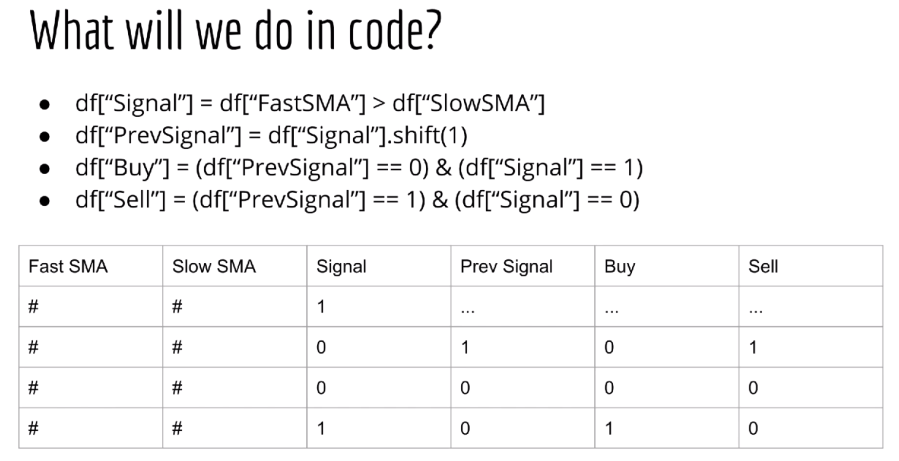 What will we do in code?
● df[“Signal”] = df[“FastSMA”] > df[“SlowSMA”]
● df[“PrevSignal”] = df[“Signal”].shift(1)
● df[“Buy”] = (df[“PrevSignal”] == 0) & (df[“Signal”] == 1)
● df[“Sell”] = (df[“PrevSignal”] == 1) & (df[“Signal”] == 0)
Fast SMA Slow SMA Signal Prev Signal Buy Sell
# # 1 ... ... ...
# # 0 1 0 1
# # 0 0 0 0
# # 1 0 1 0